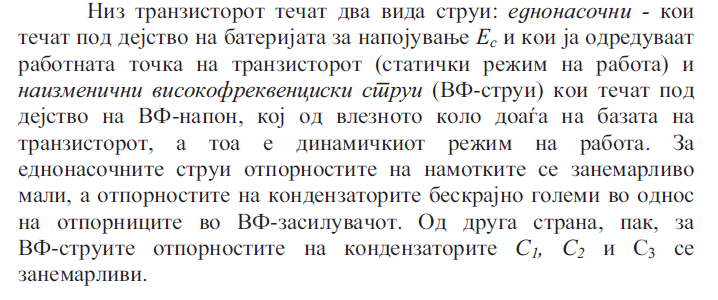 Низ транзисторот течат два вида струи: еднонасочни - кои
течат под дејство на батеријата за напојување Ec и кои ја одредуваат
работната точка на транзисторот (статички режим на работа) и
наизменични високофреквенциски струи (ВФ-струи) кои течат под
дејство на ВФ-напон, кој од влезното коло доаѓа на базата на
транзисторот, а тоа е динамичкиот режим на работа. За
еднонасочните струи отпорностите на намотките се занемарливо
мали, а отпорностите на кондензаторите бескрајно големи во однос
на отпорниците во ВФ-засилувачот. Од друга страна, пак, за
ВФ-струите отпорностите на кондензаторите C1, C2 и C3 се
занемарливи.